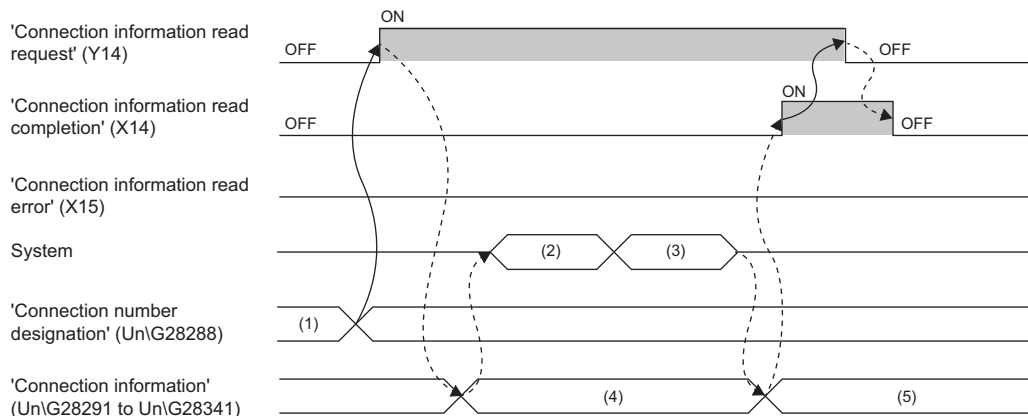 ON
'Connection information read
request' (Y14)
OFF
OFF
'Connection information read
completion' (X14)
ON
OFF
OFF
'Connection information read
error' (X15)
System
(2)
(3)
'Connection number
designation' (Un\G28288)
(1)
'Connection information'
(Un\G28291 to Un\G28341)
(4)
(5)